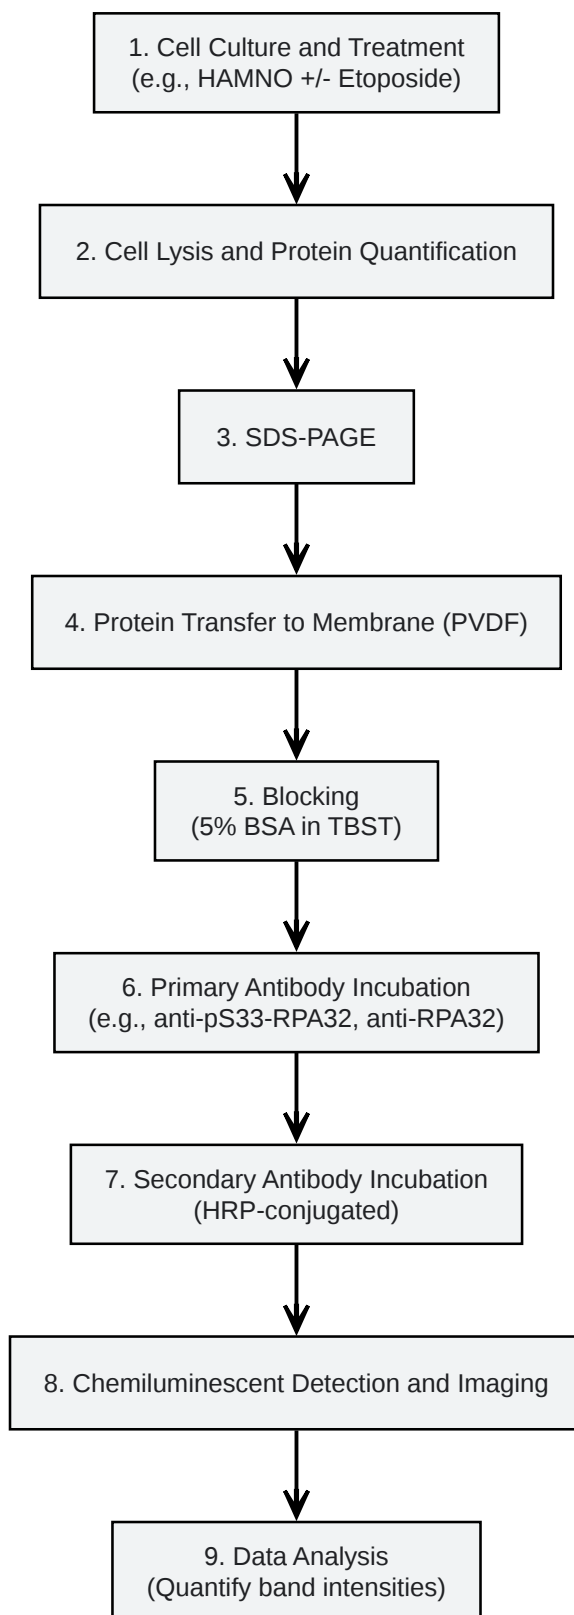 1. Cell Culture and Treatment
(e.g., HAMNO +/- Etoposide)
2. Cell Lysis and Protein Quantification
3. SDS-PAGE
4. Protein Transfer to Membrane (PVDF)
5. Blocking
(5% BSA in TBST)
6. Primary Antibody Incubation
(e.g., anti-pS33-RPA32, anti-RPA32)
7. Secondary Antibody Incubation
(HRP-conjugated)
8. Chemiluminescent Detection and Imaging
9. Data Analysis
(Quantify band intensities)